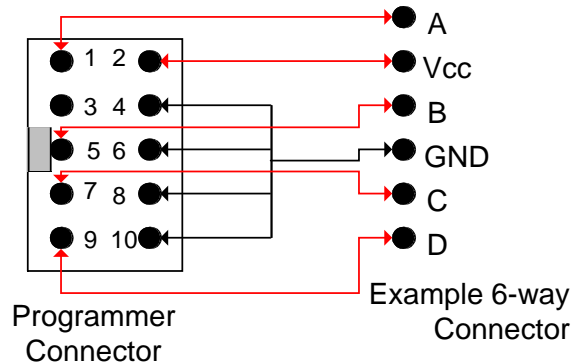 A
1 2 Vcc
3 4 B
5 6 GND
7 8 C
9 10 D
Programmer
Connector
Example 6-way
Connector